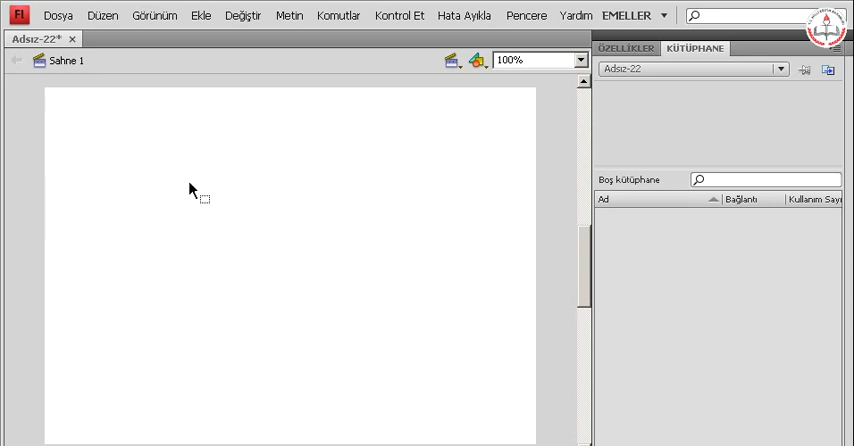 Fl Dosya Düzen Görünüm Ekle Değiştir Metin Komutlar Kontrol Et Hata Ayıkla Pencere Yardım EMELLER
Adsız-22* ×
ÖZELLİKLER KÜTÜPHANE
Sahne 1 100%
Adsız-22
Boş kütüphane
Ad Bağlantı Kullanım Sayı